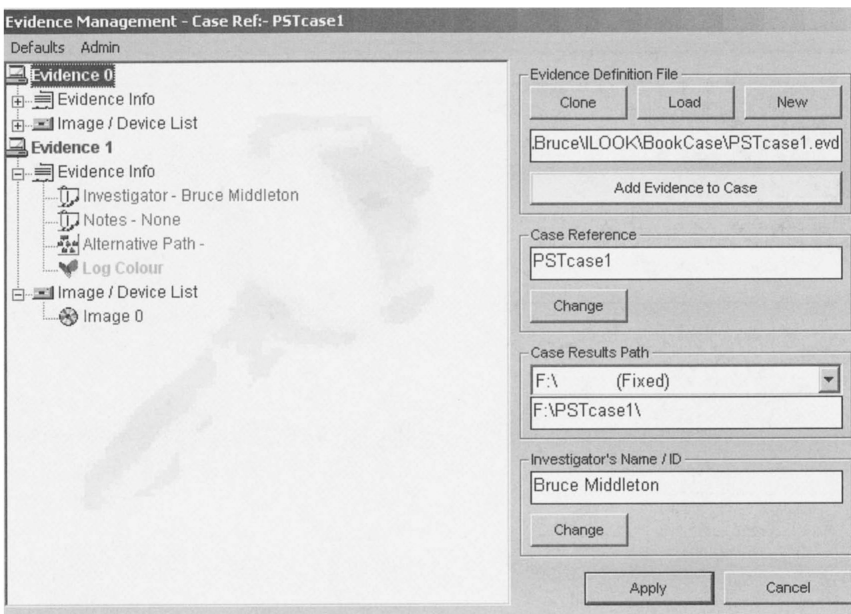 Evidence Management - Case Ref:- PSTcase1
Defaults Admin
Evidence 0
Evidence Info
Image / Device List
Evidence 1
Evidence Info
Investigator - Bruce Middleton
Notes - None
Alternative Path -
Log Colour
Image / Device List
Image 0
Evidence Definition File
Clone Load New
.Bruce\ILOOK\BookCase\PSTcase1.evd
Add Evidence to Case
Case Reference
PSTcase1
Change
Case Results Path
F:\ (Fixed)
F:\PSTcase1\
Investigator's Name / ID
Bruce Middleton
Change
Apply Cancel